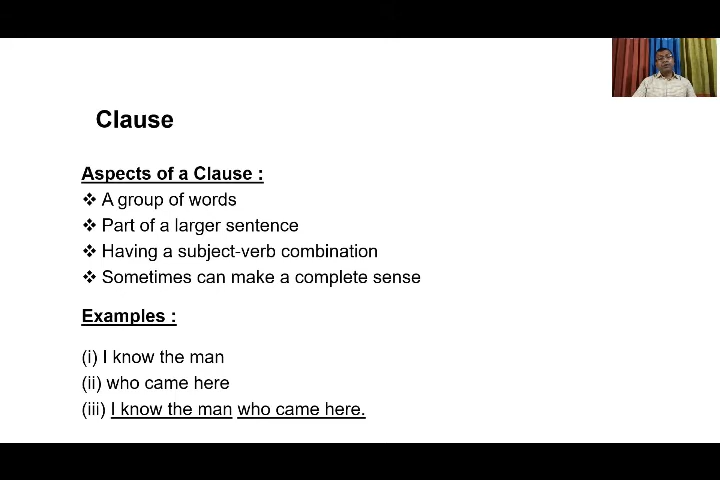 Clause
Aspects of a Clause :
❖ A group of words
❖ Part of a larger sentence
❖ Having a subject-verb combination
❖ Sometimes can make a complete sense
Examples :
(i) I know the man
(ii) who came here
(iii) I know the man who came here.